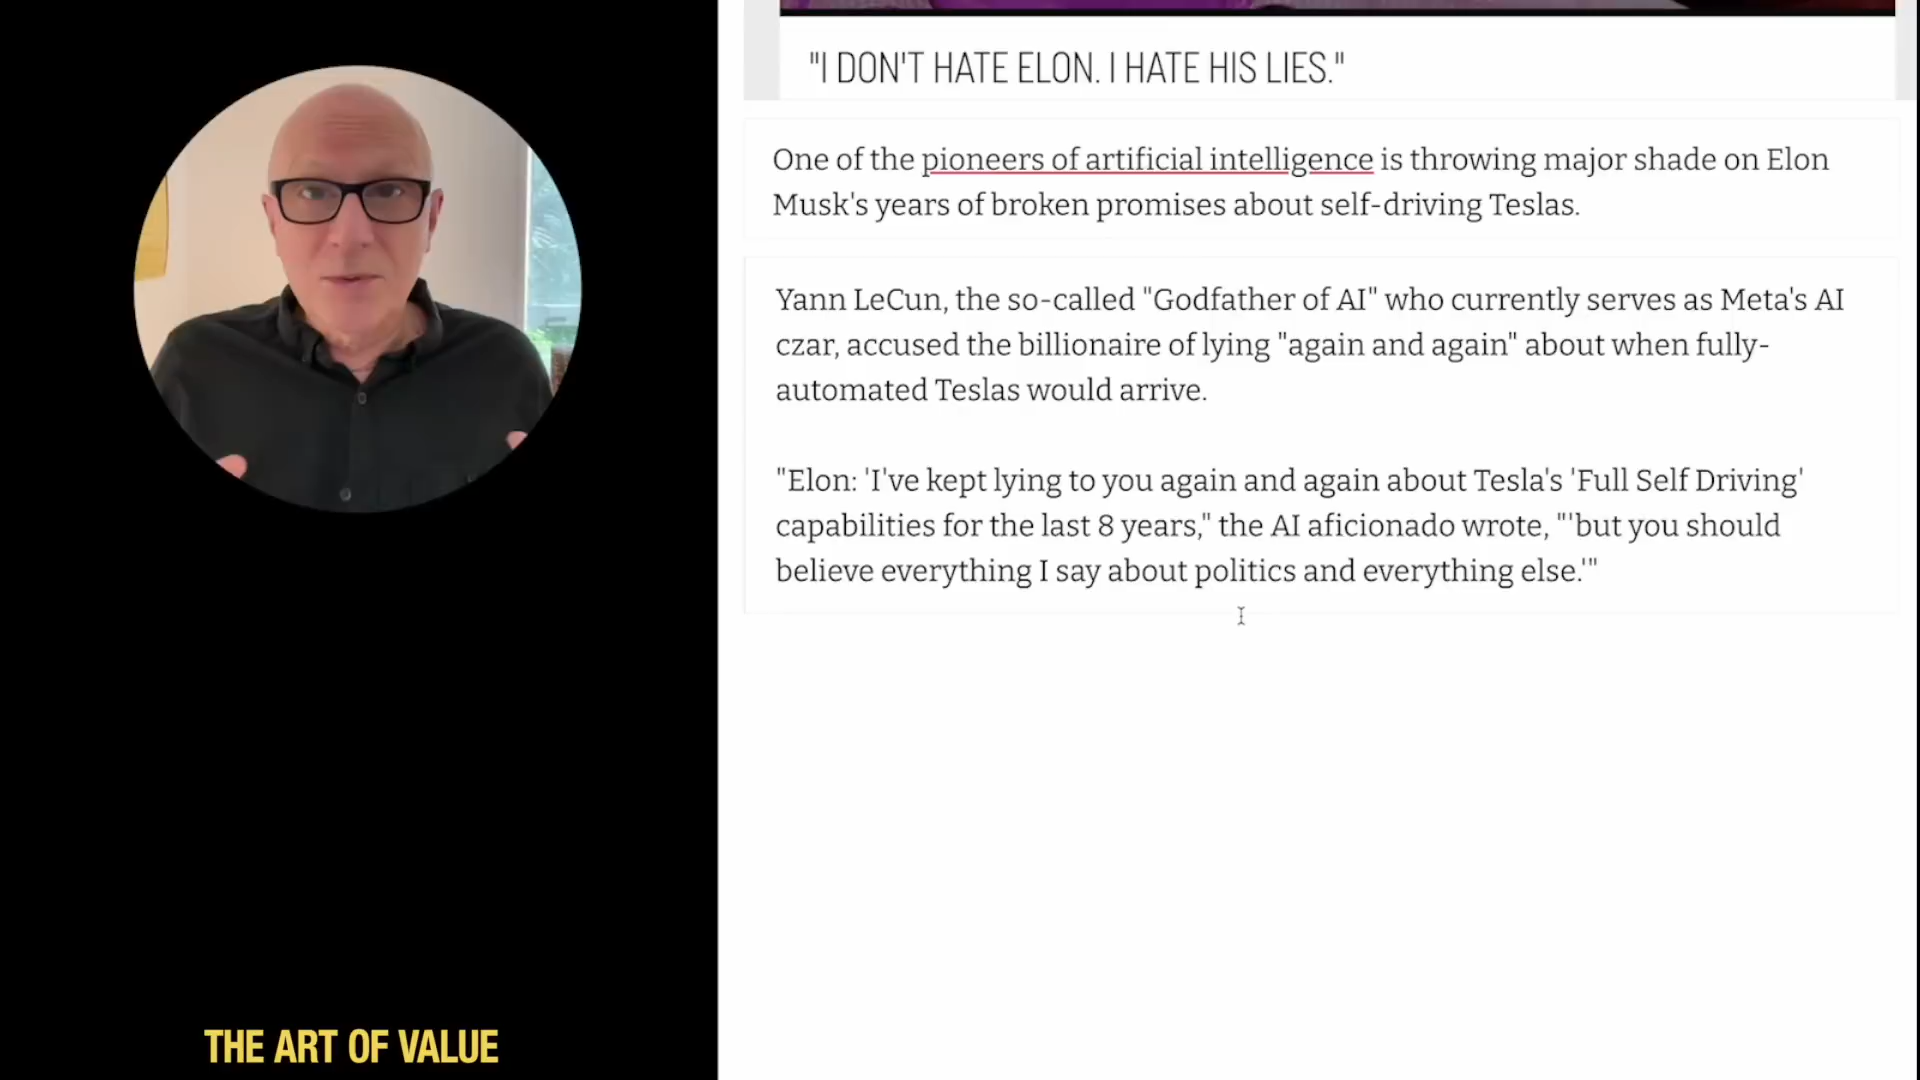 "I DON'T HATE ELON. I HATE HIS LIES."
One of the pioneers of artificial intelligence is throwing major shade on Elon
Musk's years of broken promises about self-driving Teslas.
Yann LeCun, the so-called "Godfather of AI" who currently serves as Meta's AI
czar, accused the billionaire of lying "again and again" about when fully-
automated Teslas would arrive.
"Elon: 'I've kept lying to you again and again about Tesla's 'Full Self Driving'
capabilities for the last 8 years," the AI aficionado wrote, "'but you should
believe everything I say about politics and everything else.'"
THE ART OF VALUE